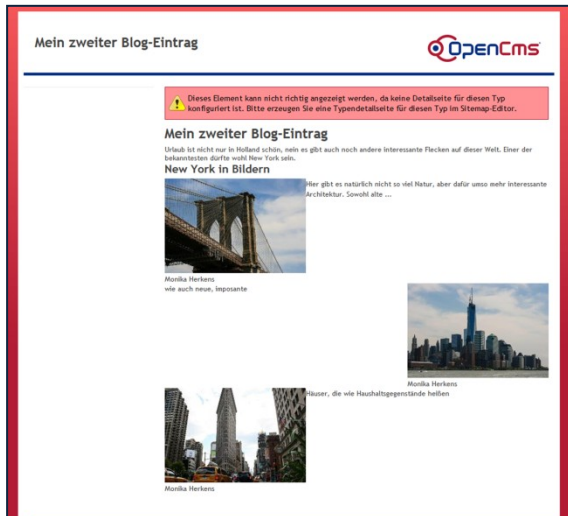 Mein zweiter Blog-Eintrag
OpenCms
Dieses Element kann nicht richtig angezeigt werden, da keine Detailseite für diesen Typ
konfiguriert ist. Bitte erzeugen Sie eine Typendetailseite für diesen Typ im Sitemap-Editor.
Mein zweiter Blog-Eintrag
Urlaub ist nicht nur in Holland schön, nein es gibt auch noch andere interessante Flecken auf dieser Welt. Einer der
bekanntesten dürfte wohl New York sein.
New York in Bildern
Hier gibt es natürlich nicht so viel Natur, aber dafür umso mehr interessante
Architektur. Sowohl alte ...
Monika Herkens
wie auch neue, imposante
Monika Herkens
Häuser, die wie Haushaltsgegenstände heißen
Monika Herkens